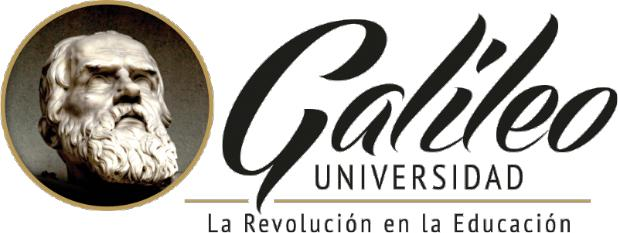 Galileo
UNIVERSIDAD
La Revolución en la Educación